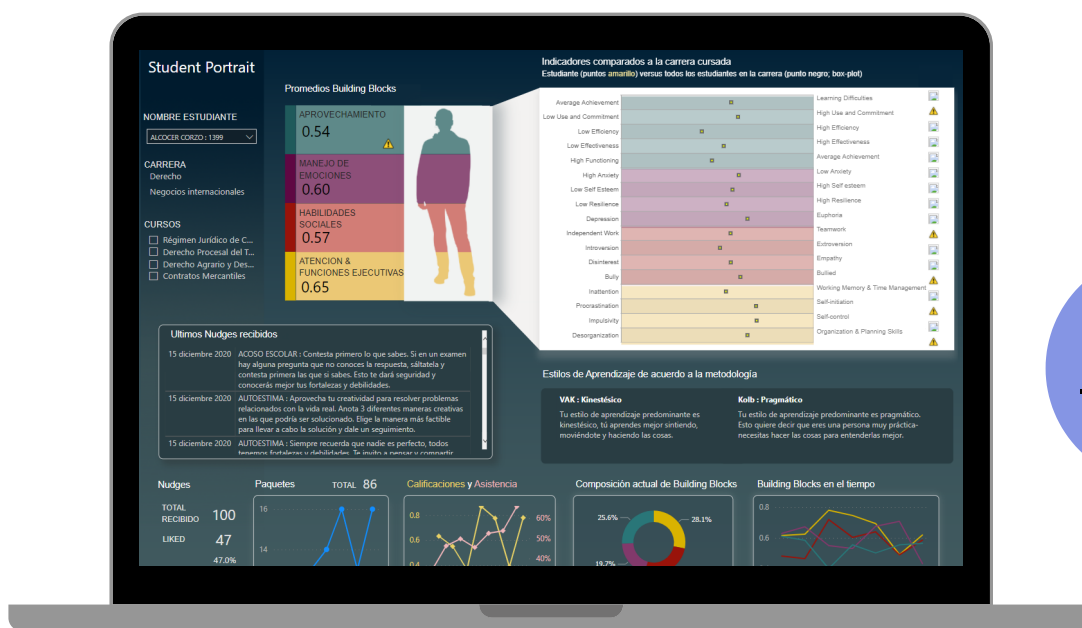 Student Portrait
NOMBRE ESTUDIANTE
ALCOCER CORZO : 1399
CARRERA
Derecho
Negocios internacionales
CURSOS
Régimen Jurídico de C...
Derecho Procesal del T...
Derecho Agrario y Des...
Contratos Mercantiles
Promedios Building Blocks
APROVECHAMIENTO
0.54
MANEJO DE
EMOCIONES
0.60
HABILIDADES
SOCIALES
0.57
ATENCION &
FUNCIONES EJECUTIVAS
0.65
Indicadores comparados a la carrera cursada
Estudiante (puntos amarillo) versus todos los estudiantes en la carrera (punto negro; box-plot)
Average Achievement
Low Use and Commitment
Low Efficiency
Low Effectiveness
High Functioning
High Anxiety
Low Self Esteem
Low Resilience
Depression
Independent Work
Introversion
Disinterest
Bully
Inattention
Procrastination
Impulsivity
Desorganization
Learning Difficulties
High Use and Commitment
High Efficiency
High Effectiveness
Average Achievement
Low Anxiety
High Self esteem
High Resilience
Euphoria
Teamwork
Extroversion
Empathy
Bullied
Working Memory & Time Management
Self-initiation
Self-control
Organization & Planning Skills
Ultimos Nudges recibidos
15 diciembre 2020 ACOSO ESCOLAR : Contesta primero lo que sabes. Si en un examen
hay alguna pregunta que no conoces la respuesta, sáltatela y
contesta primera las que si sabes. Esto te dará seguridad y
conocerás mejor tus fortalezas y debilidades.
15 diciembre 2020 AUTOESTIMA : Aprovecha tu creatividad para resolver problemas
relacionados con la vida real. Anota 3 diferentes maneras creativas
en las que podría ser solucionado. Elige la manera más factible
para llevar a cabo la solución y dale un seguimiento.
15 diciembre 2020 AUTOESTIMA : Siempre recuerda que nadie es perfecto, todos
tenemos fortalezas y debilidades. Te invito a pensar y compartir
Estilos de Aprendizaje de acuerdo a la metodología
VAK : Kinestésico
Tu estilo de aprendizaje predominante es
kinestésico, tú aprendes mejor sintiendo,
moviéndote y haciendo las cosas.
Kolb : Pragmático
Tu estilo de aprendizaje predominante es pragmático.
Esto quiere decir que eres una persona muy práctica-
necesitas hacer las cosas para entenderlas mejor.
Nudges
TOTAL
RECIBIDO 100
LIKED 47
47.0%
Paquetes TOTAL 86
16
14
Calificaciones y Asistencia
0.8
0.6
0.4
60%
50%
40%
Composición actual de Building Blocks
25.6%
28.1%
19.7%
Building Blocks en el tiempo
0.8
0.6